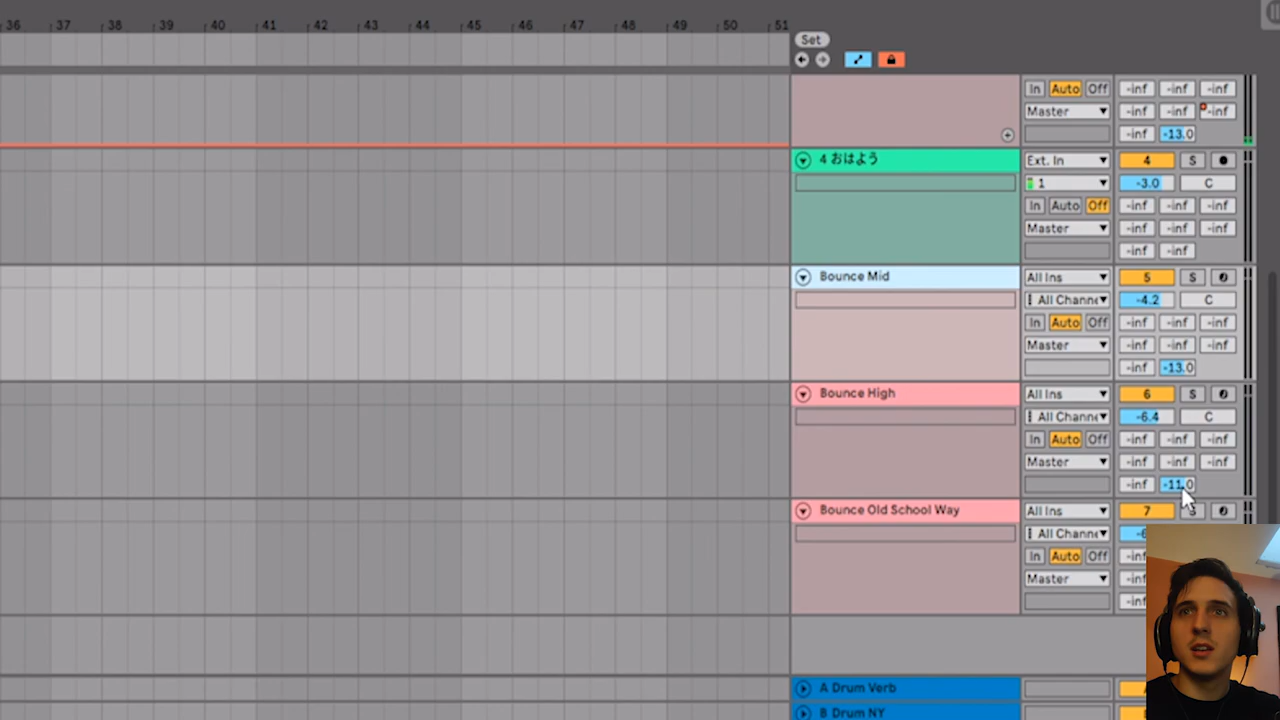 36 37 38 39 40 41 42 43 44 45 46 47 48 49 50 51
Set
In Auto Off -inf -inf -inf
Master -inf -inf -inf
-inf -13.0
4 おはよう Ext. In 4 S
1 -3.0 C
In Auto Off -inf -inf -inf
Master -inf -inf -inf
-inf -inf
Bounce Mid All Ins 5 S
All Channe -4.2 C
In Auto Off -inf -inf -inf
Master -inf -inf -inf
-inf -13.0
Bounce High All Ins 6 S
All Channe -6.4 C
In Auto Off -inf -inf -inf
Master -inf -inf -inf
-inf -11.0
Bounce Old School Way All Ins 7 S
All Channe
In Auto Off
Master
A Drum Verb
B Drum NY